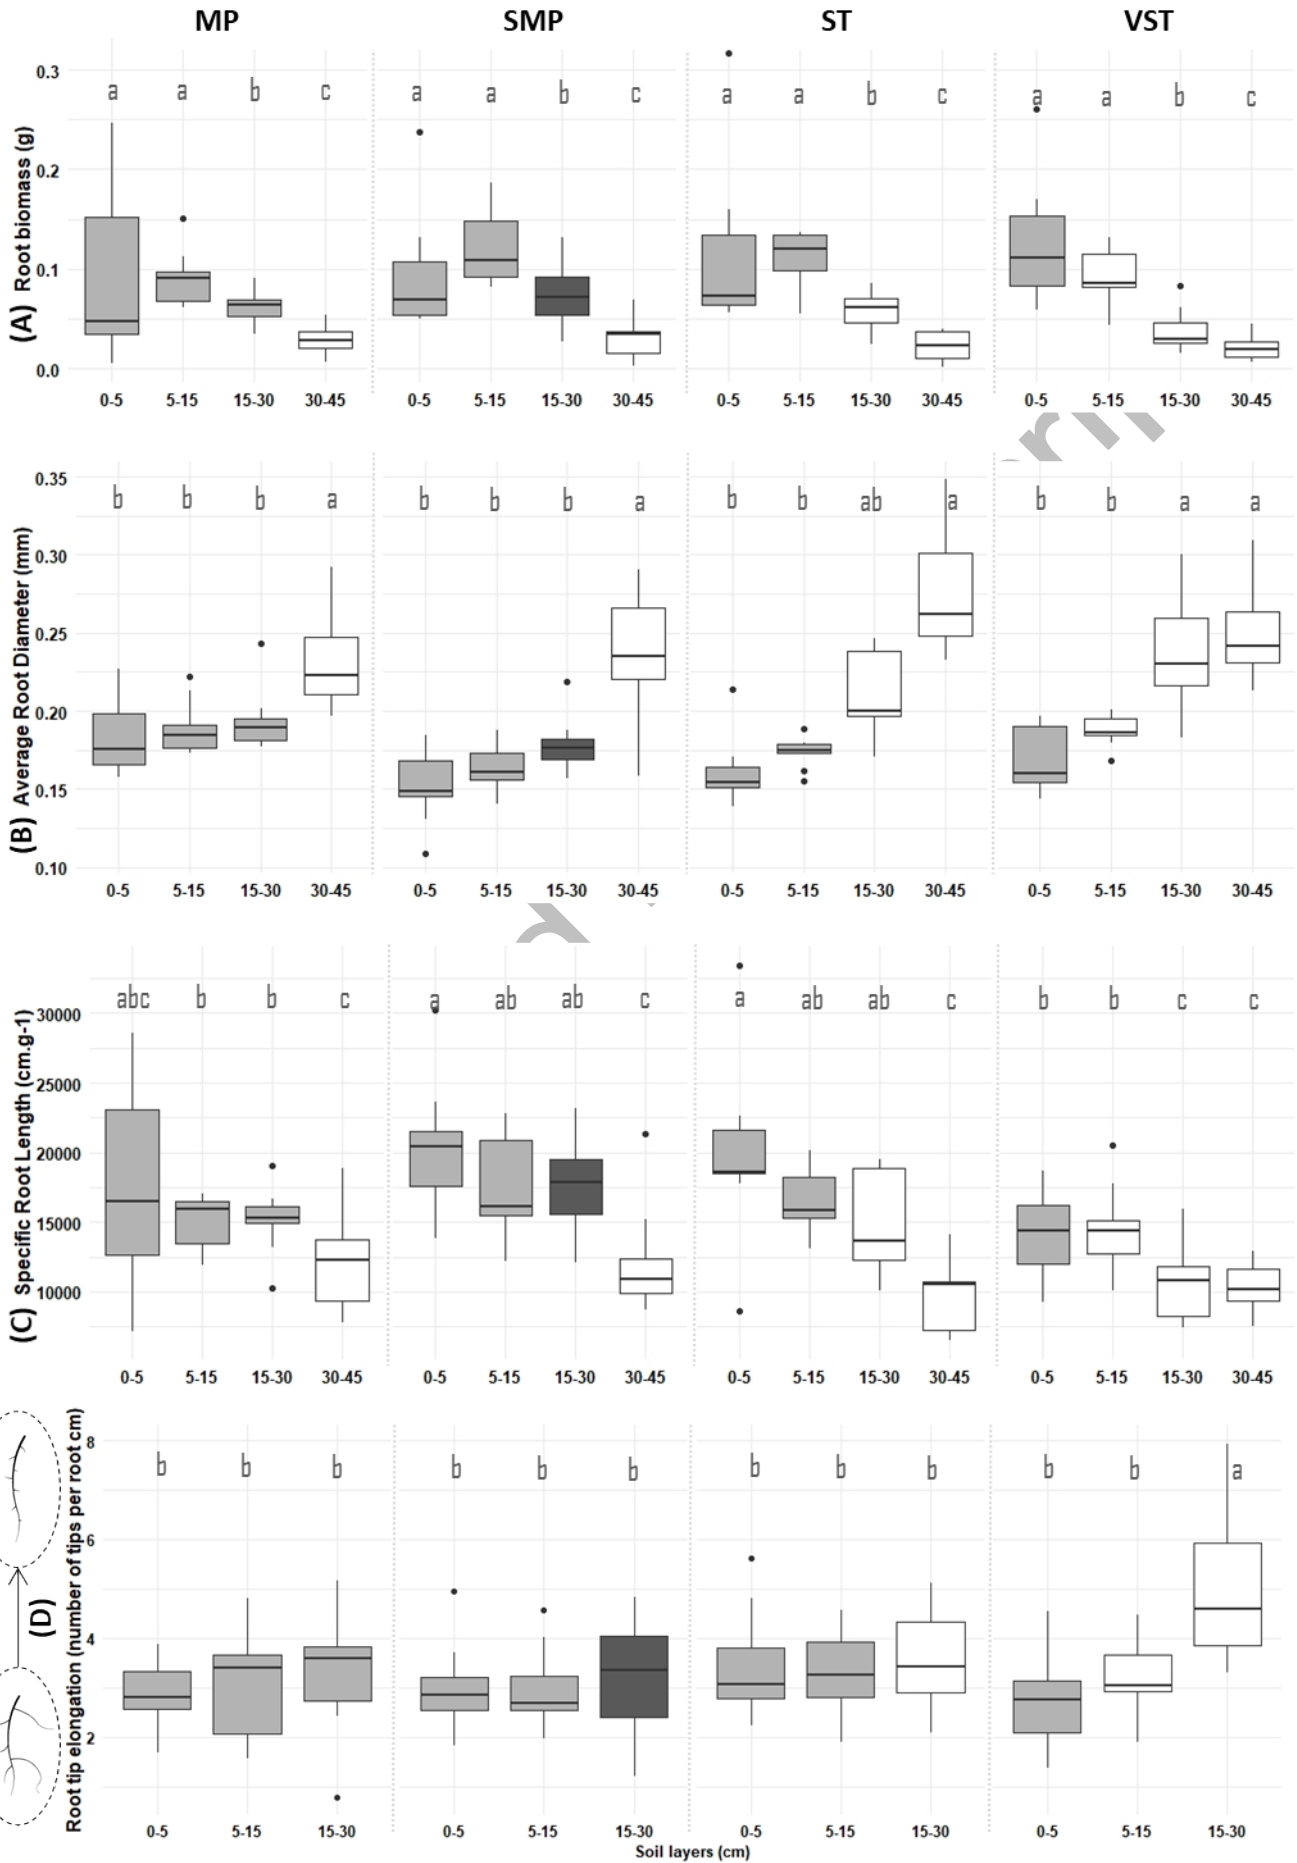 MP SMP ST VST
(A) Root biomass (g)
0.3
0.2
0.1
0.0
a a b c a a b c a a b c a a b c
0-5 5-15 15-30 30-45 0-5 5-15 15-30 30-45 0-5 5-15 15-30 30-45 0-5 5-15 15-30 30-45
(B) Average Root Diameter (mm)
0.35
0.30
0.25
0.20
0.15
0.10
b b b a b b b a b b ab a b b a a
0-5 5-15 15-30 30-45 0-5 5-15 15-30 30-45 0-5 5-15 15-30 30-45 0-5 5-15 15-30 30-45
(C) Specific Root Length (cm.g-1)
30000
25000
20000
15000
10000
abc b b c a ab ab c a ab ab c b b c c
0-5 5-15 15-30 30-45 0-5 5-15 15-30 30-45 0-5 5-15 15-30 30-45 0-5 5-15 15-30 30-45
(D) Root tip elongation (number of tips per root cm)
8
6
4
2
b b b b b b b b b b b a
0-5 5-15 15-30 0-5 5-15 15-30 0-5 5-15 15-30 0-5 5-15 15-30
Soil layers (cm)